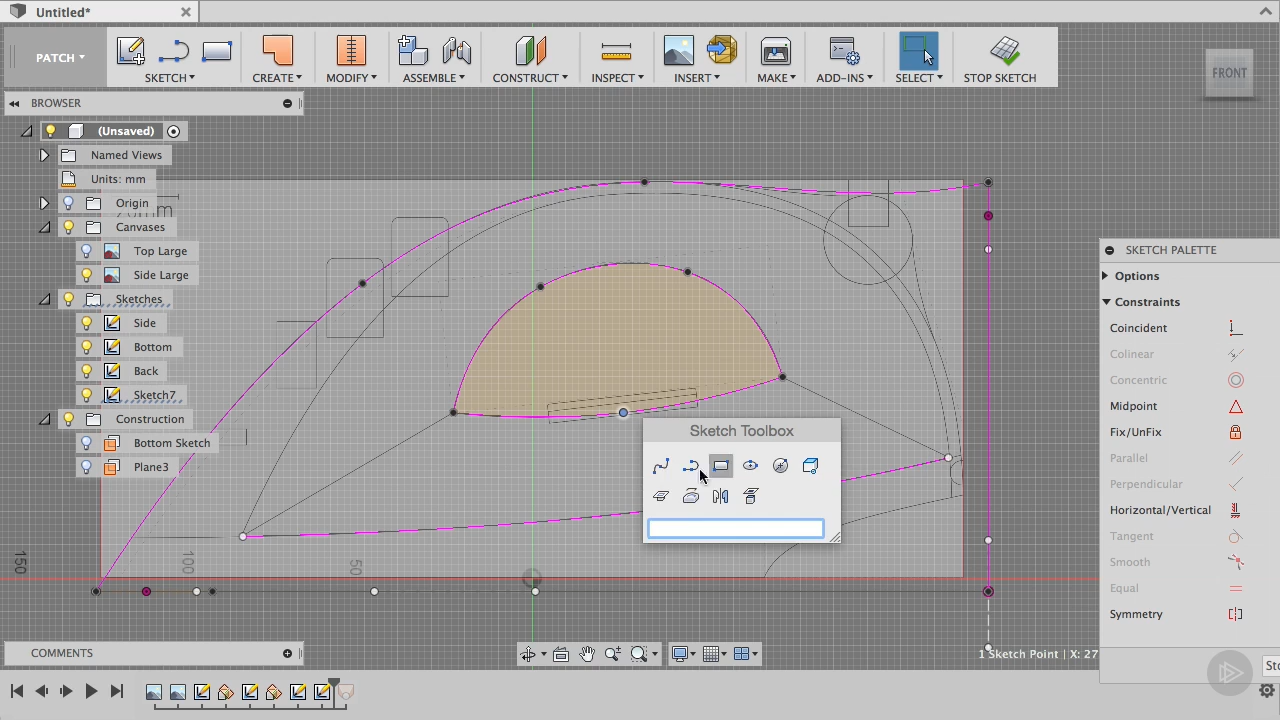 Untitled*
PATCH
SKETCH
CREATE
MODIFY
ASSEMBLE
CONSTRUCT
INSPECT
INSERT
MAKE
ADD-INS
SELECT
STOP SKETCH
FRONT
BROWSER
(Unsaved)
Named Views
Units: mm
Origin
Canvases
Top Large
Side Large
Sketches
Side
Bottom
Back
Sketch7
Construction
Bottom Sketch
Plane3
SKETCH PALETTE
Options
Constraints
Coincident
Colinear
Concentric
Midpoint
Fix/UnFix
Parallel
Perpendicular
Horizontal/Vertical
Tangent
Smooth
Equal
Symmetry
Sketch Toolbox
150
100
50
COMMENTS
1 Sketch Point | X: 27
Sto